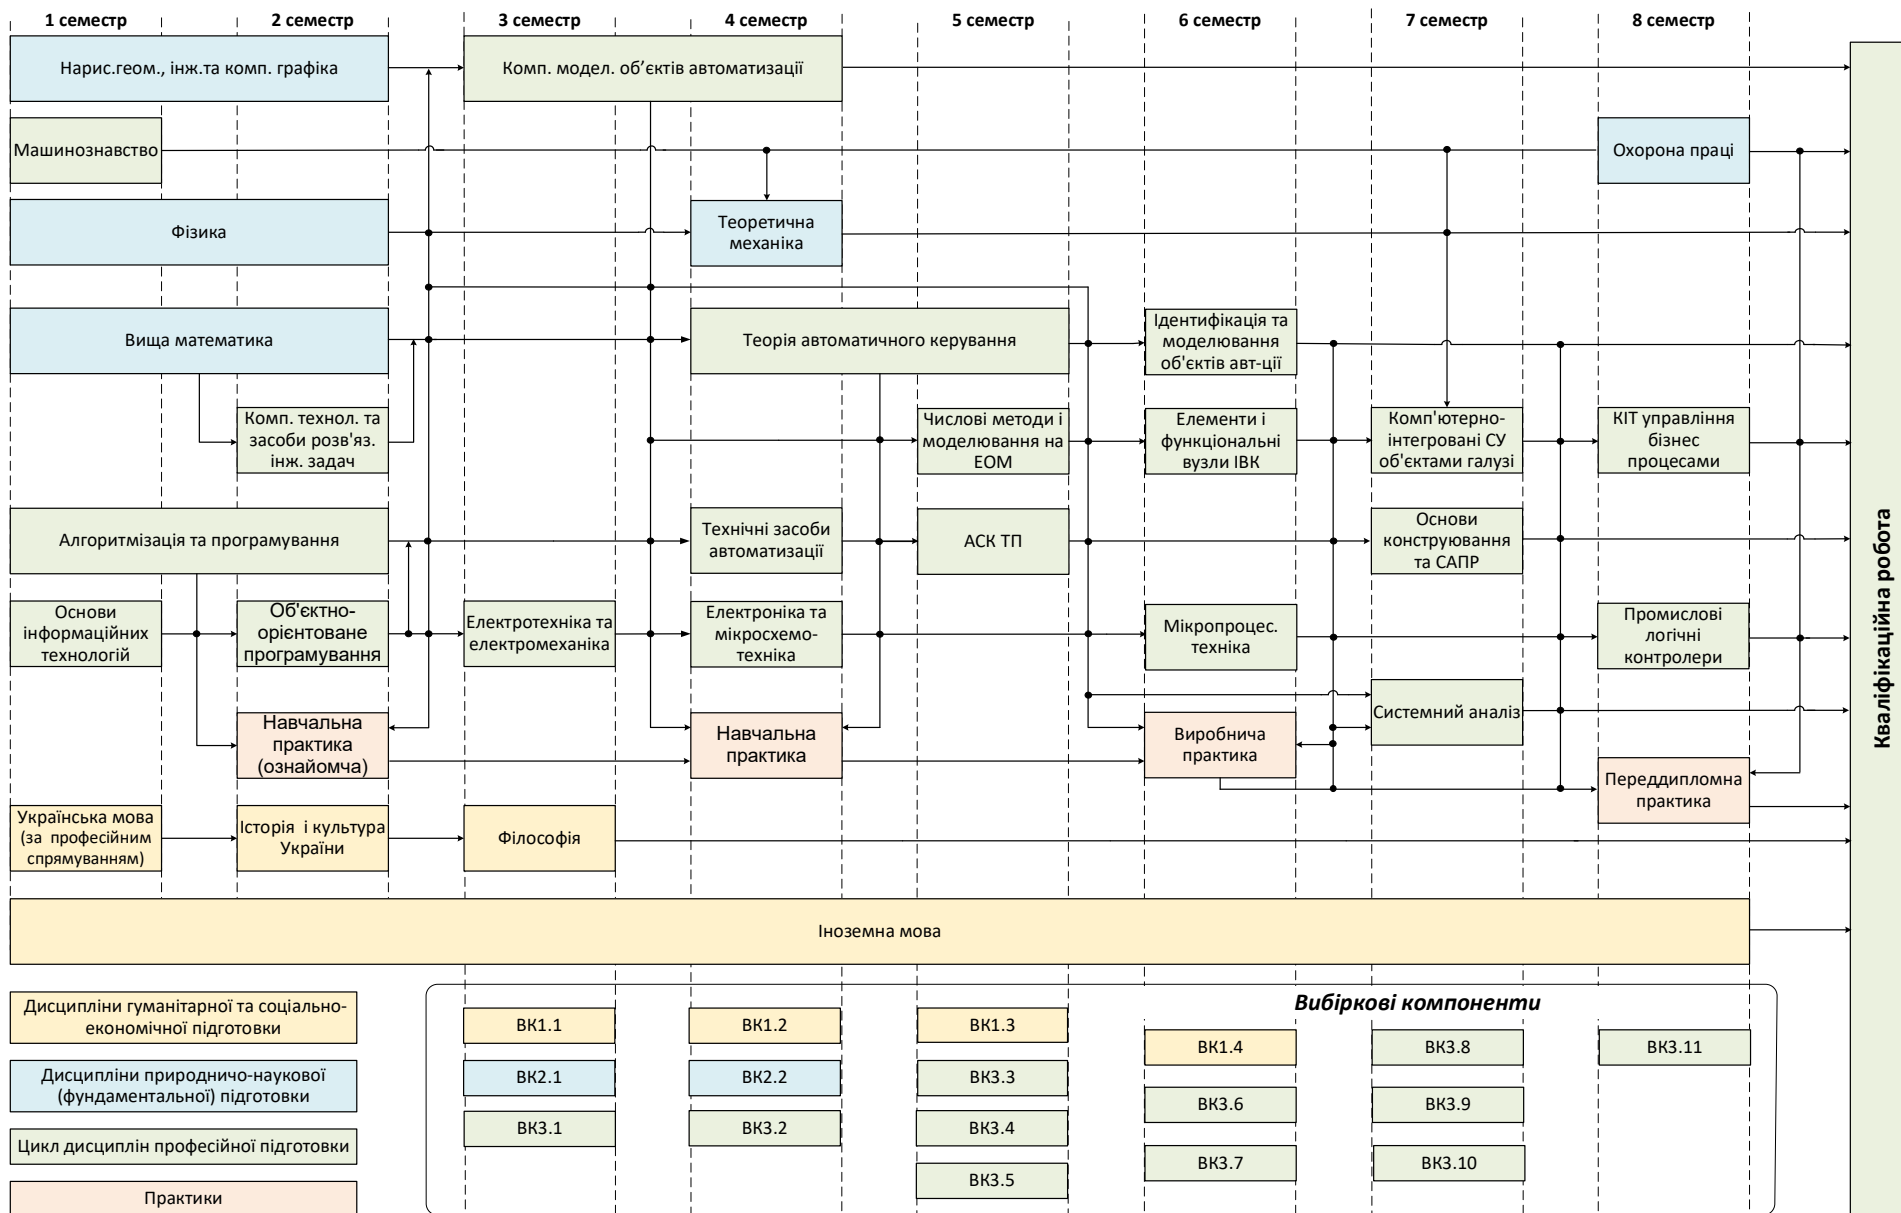 1 семестр
2 семестр
3 семестр
4 семестр
5 семестр
6 семестр
7 семестр
8 семестр
Нарис.геом., інж.та комп. графіка
Комп. модел. об’єктів автоматизації
Машинознавство
Охорона праці
Фізика
Теоретична
механіка
Вища математика
Теорія автоматичного керування
Ідентифікація та
моделювання
об'єктів авт-ції
Комп. технол. та
засоби розв'яз.
інж. задач
Числові методи і
моделювання на
ЕОМ
Елементи і
функціональні
вузли ІВК
Комп'ютерно-
інтегровані СУ
об'єктами галузі
КІТ управління
бізнес
процесами
Алгоритмізація та програмування
Технічні засоби
автоматизації
АСК ТП
Основи
конструювання
та САПР
Основи
інформаційних
технологій
Об'єктно-
орієнтоване
програмування
Електротехніка та
електромеханіка
Електроніка та
мікросхемо-
техніка
Мікропроцес.
техніка
Промислові
логічні
контролери
Навчальна
практика
(ознайомча)
Навчальна
практика
Виробнича
практика
Системний аналіз
Переддипломна
практика
Українська мова
(за професійним
спрямуванням)
Історія і культура
України
Філософія
Іноземна мова
Кваліфікаційна робота
Дисципліни гуманітарної та соціально-
економічної підготовки
Дисципліни природничо-наукової
(фундаментальної) підготовки
Цикл дисциплін професійної підготовки
Практики
Вибіркові компоненти
ВК1.1
ВК2.1
ВК3.1
ВК1.2
ВК2.2
ВК3.2
ВК1.3
ВК3.3
ВК3.4
ВК3.5
ВК1.4
ВК3.6
ВК3.7
ВК3.8
ВК3.9
ВК3.10
ВК3.11